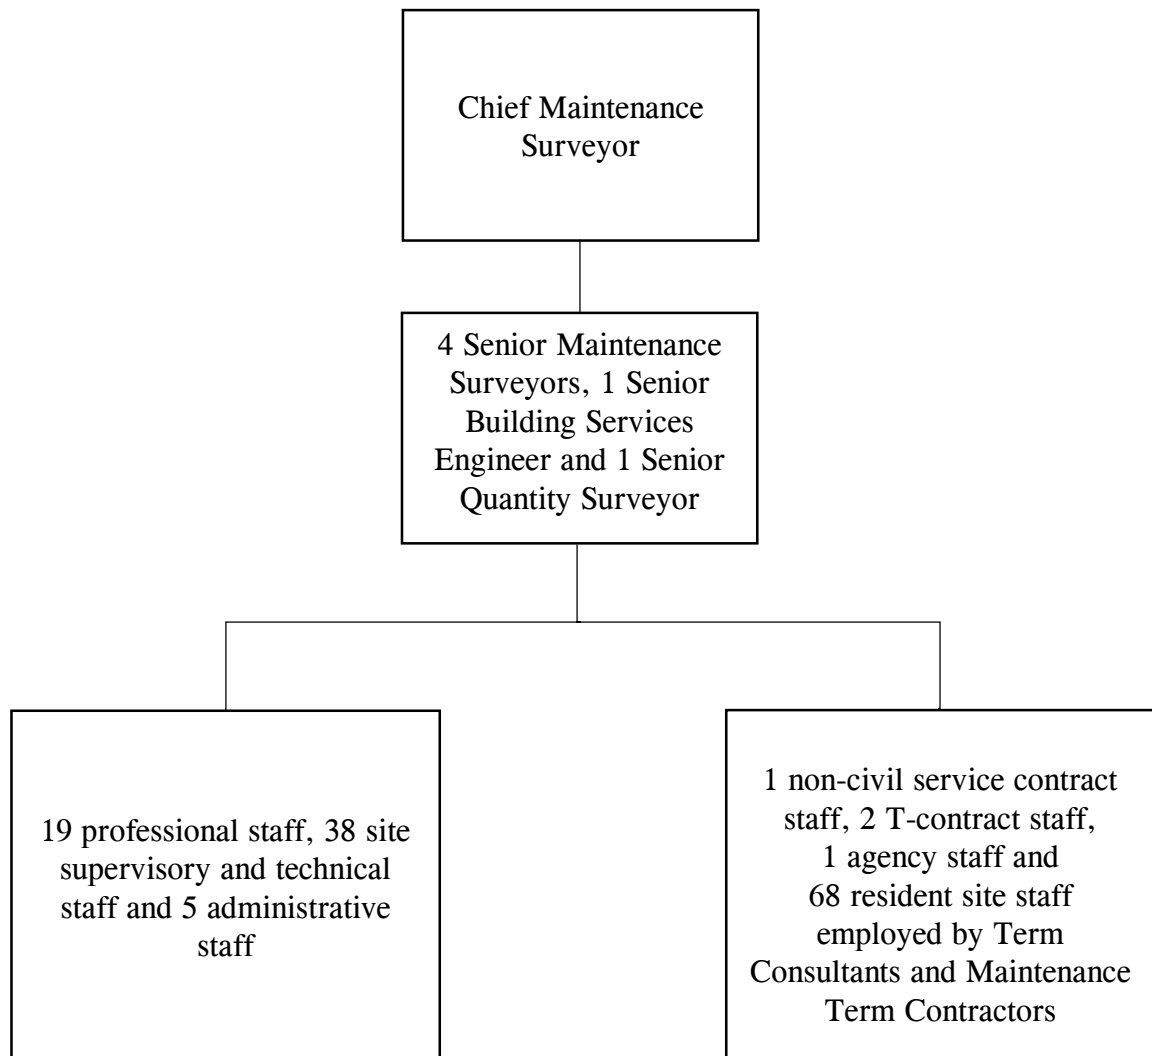 Chief Maintenance
Surveyor
4 Senior Maintenance
Surveyors, 1 Senior
Building Services
Engineer and 1 Senior
Quantity Surveyor
19 professional staff, 38 site
supervisory and technical
staff and 5 administrative
staff
1 non-civil service contract
staff, 2 T-contract staff,
1 agency staff and
68 resident site staff
employed by Term
Consultants and Maintenance
Term Contractors